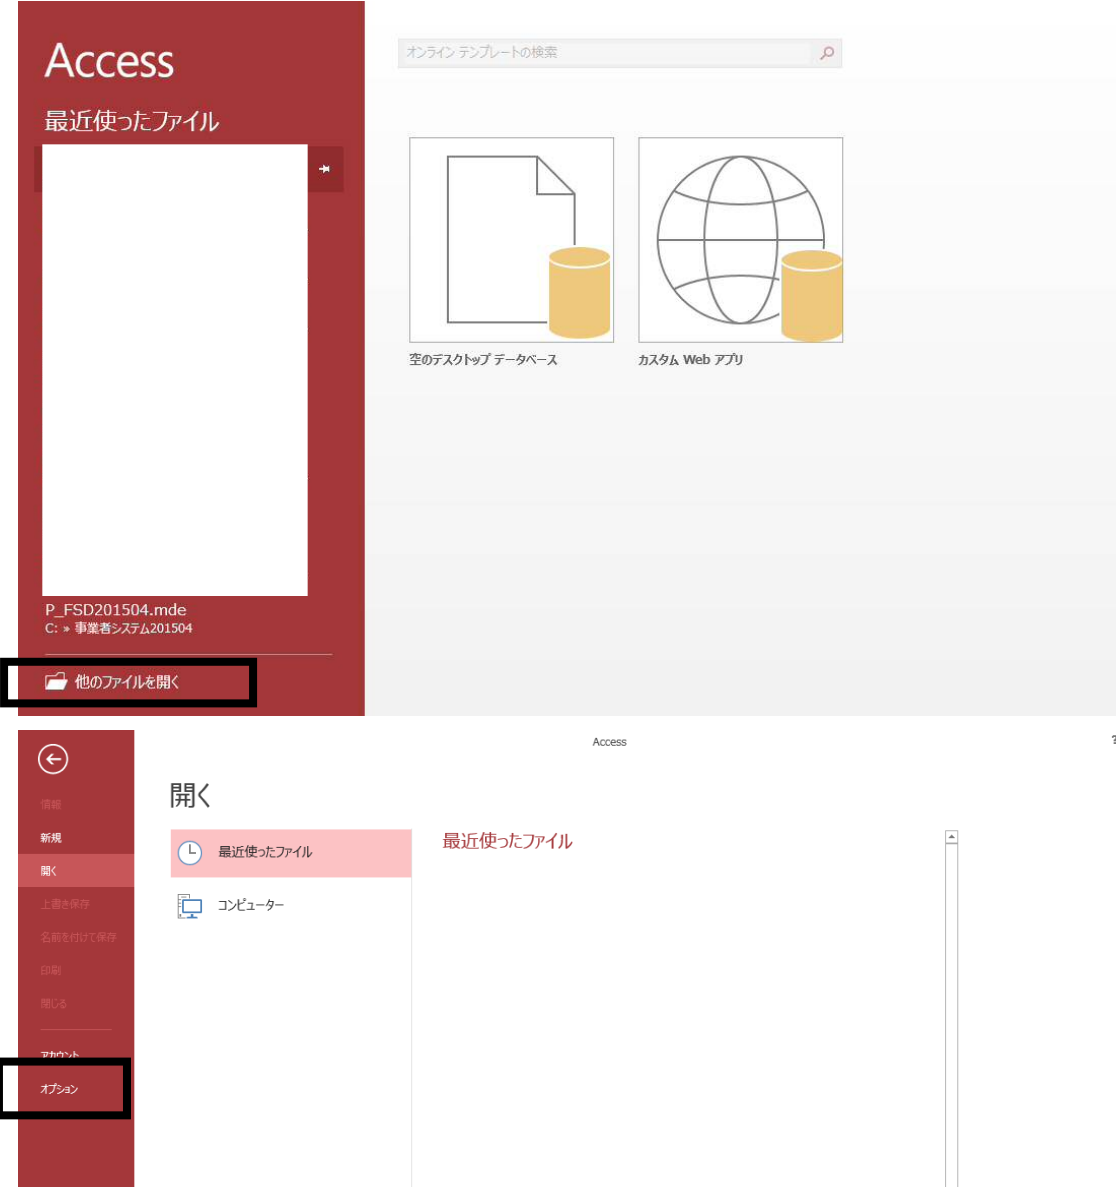 Access
オンライン テンプレートの検索
最近使ったファイル
空のデスクトップ データベース
カスタム Web アプリ
P_FSD201504.mde
C: » 事業者システム201504
他のファイルを開く
Access
?
開く
情報
新規
開く
上書き保存
名前を付けて保存
印刷
閉じる
アカウント
オプション
最近使ったファイル
コンピューター
最近使ったファイル